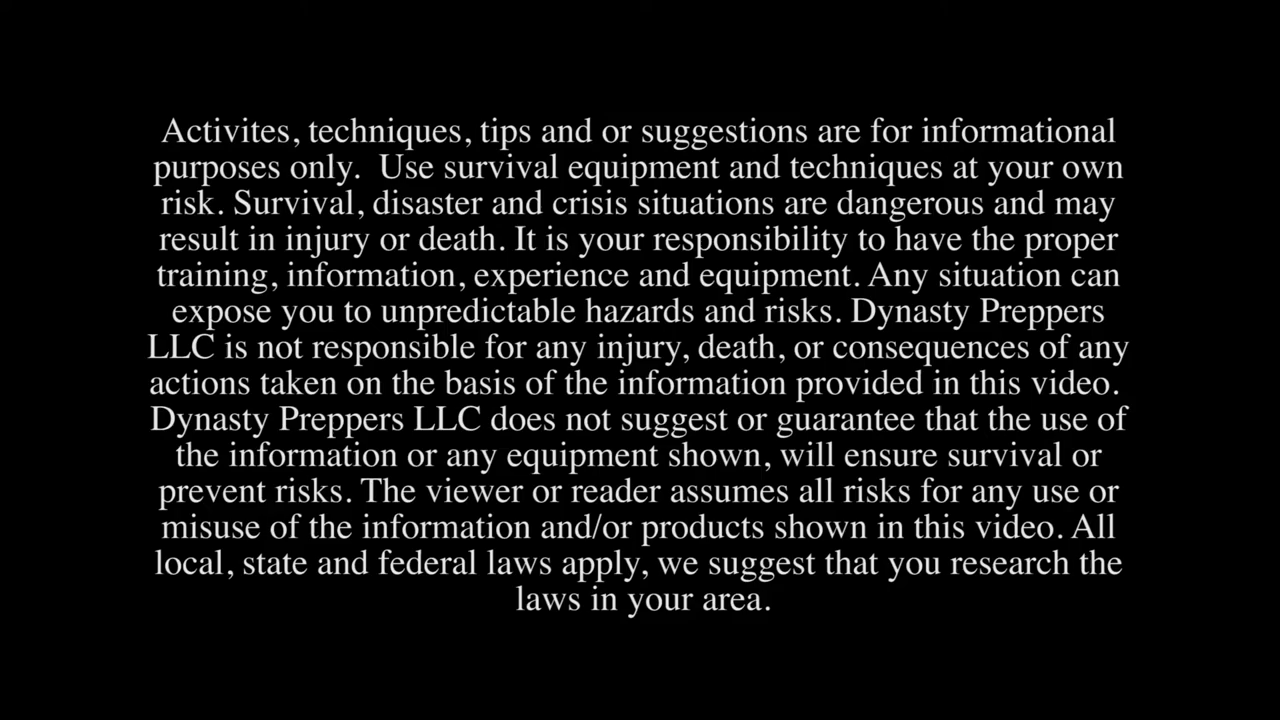 Activites, techniques, tips and or suggestions are for informational
purposes only.  Use survival equipment and techniques at your own
risk. Survival, disaster and crisis situations are dangerous and may
result in injury or death. It is your responsibility to have the proper
training, information, experience and equipment. Any situation can
expose you to unpredictable hazards and risks. Dynasty Preppers
LLC is not responsible for any injury, death, or consequences of any
actions taken on the basis of the information provided in this video.
Dynasty Preppers LLC does not suggest or guarantee that the use of
the information or any equipment shown, will ensure survival or
prevent risks. The viewer or reader assumes all risks for any use or
misuse of the information and/or products shown in this video. All
local, state and federal laws apply, we suggest that you research the
laws in your area.